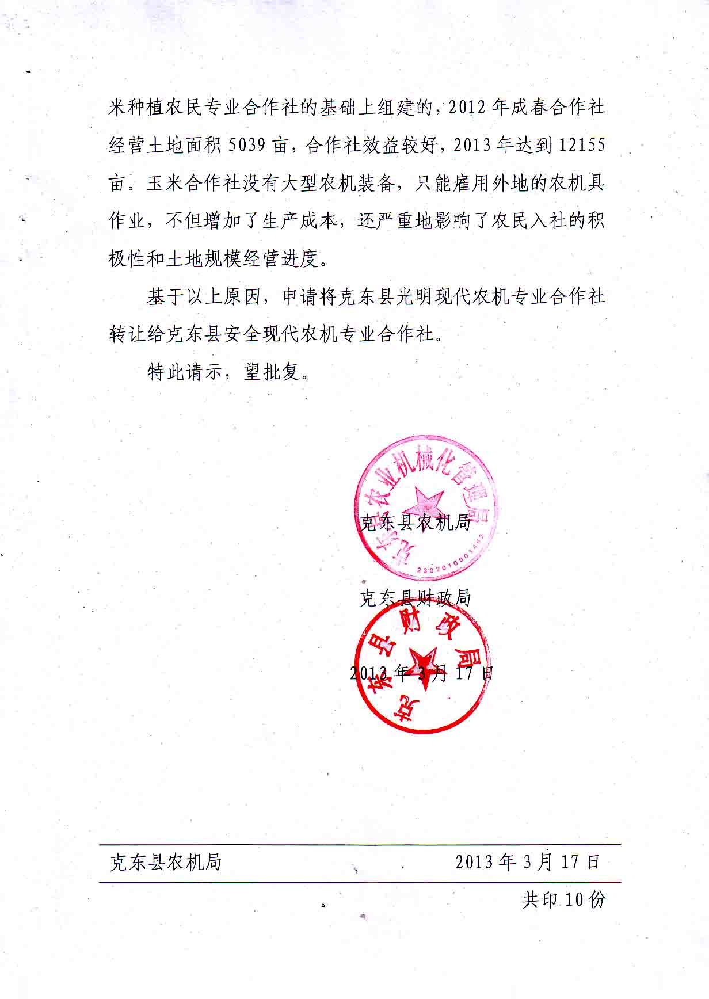 米种植农民专业合作社的基础上组建的，2012 年成春合作社
经营土地面积 5039 亩，合作社效益较好，2013 年达到 12155
亩。玉米合作社没有大型农机装备，只能雇用外地的农机具
作业，不但增加了生产成本，还严重地影响了农民入社的积
极性和土地规模经营进度。
基于以上原因，申请将克东县光明现代农机专业合作社
转让给克东县安全现代农机专业合作社。
特此请示，望批复。
克东县农业机械化管理局
克东县农机局
2302010001402
克东县财政局
克东县财政局
2013 年 3 月 17 日
克东县农机局 2013 年 3 月 17 日
共印 10 份